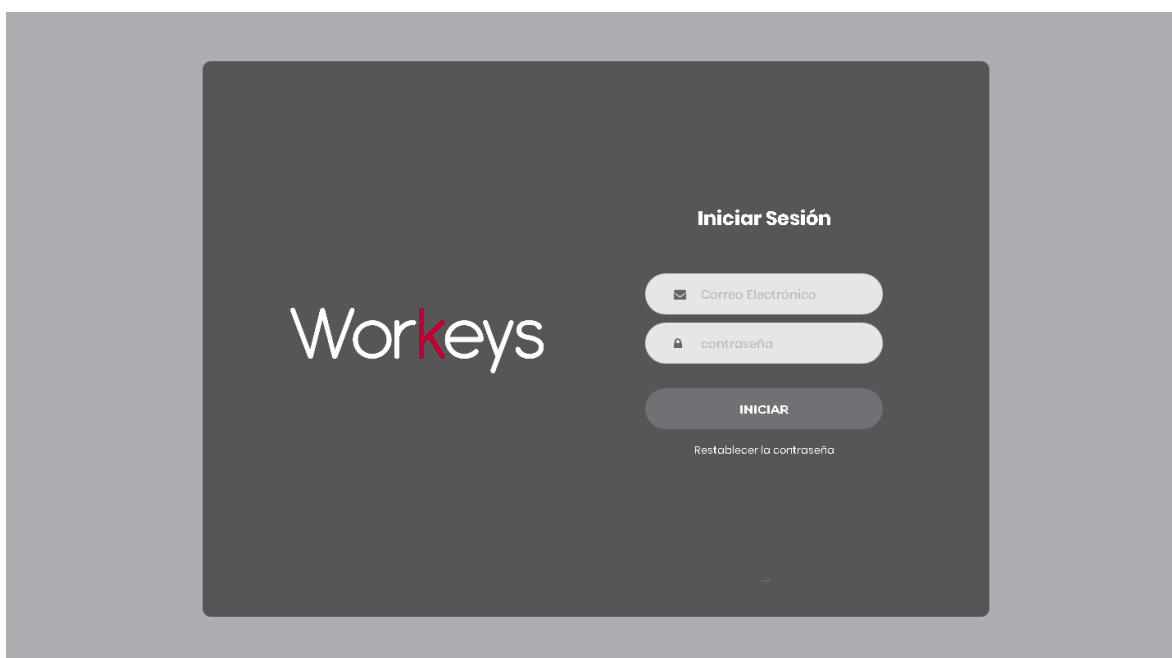 Iniciar Sesión
Correo Electrónico
contraseña
Workeys
INICIAR
Restablecer la contraseña